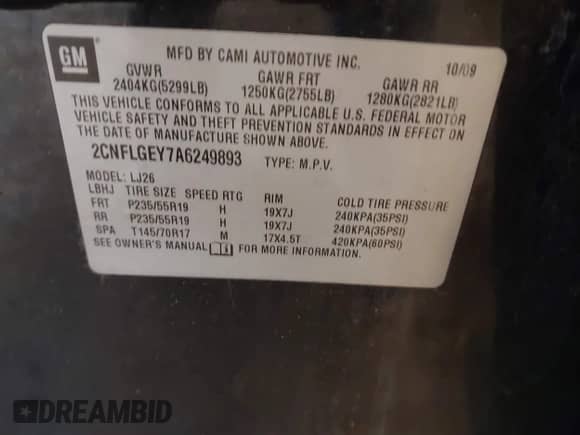 GM
MFD BY CAMI AUTOMOTIVE INC.
10/09
GVWR GAWR FRT GAWR RR
2404KG(5299LB) 1250KG(2755LB) 1280KG(2821LB)
THIS VEHICLE CONFORMS TO ALL APPLICABLE U.S. FEDERAL MOTOR
VEHICLE SAFETY AND THEFT PREVENTION STANDARDS IN EFFECT ON
THE DATE OF MANUFACTURE SHOWN ABOVE.
2CNFLGEY7A6249893 TYPE: M.P.V.
MODEL: LJ26
LBHJ TIRE SIZE SPEED RTG RIM COLD TIRE PRESSURE
FRT P235/55R19 H 19X7J 240KPA(35PSI)
RR P235/55R19 H 19X7J 240KPA(35PSI)
SPA T145/70R17 M 17X4.5T 420KPA(60PSI)
SEE OWNER'S MANUAL FOR MORE INFORMATION.
DREAMBID